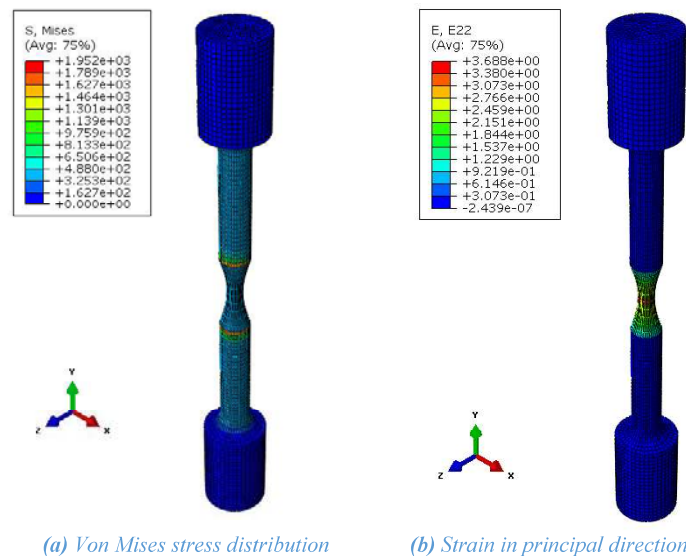 S, Mises
(Avg: 75%)
+1.952e+03
+1.789e+03
+1.627e+03
+1.464e+03
+1.301e+03
+1.139e+03
+9.759e+02
+8.133e+02
+6.506e+02
+4.880e+02
+3.253e+02
+1.627e+02
+0.000e+00
Y
Z
X
(a) Von Mises stress distribution
E, E22
(Avg: 75%)
+3.688e+00
+3.380e+00
+3.073e+00
+2.766e+00
+2.459e+00
+2.151e+00
+1.844e+00
+1.537e+00
+1.229e+00
+9.219e-01
+6.146e-01
+3.073e-01
-2.439e-07
Y
Z
X
(b) Strain in principal direction